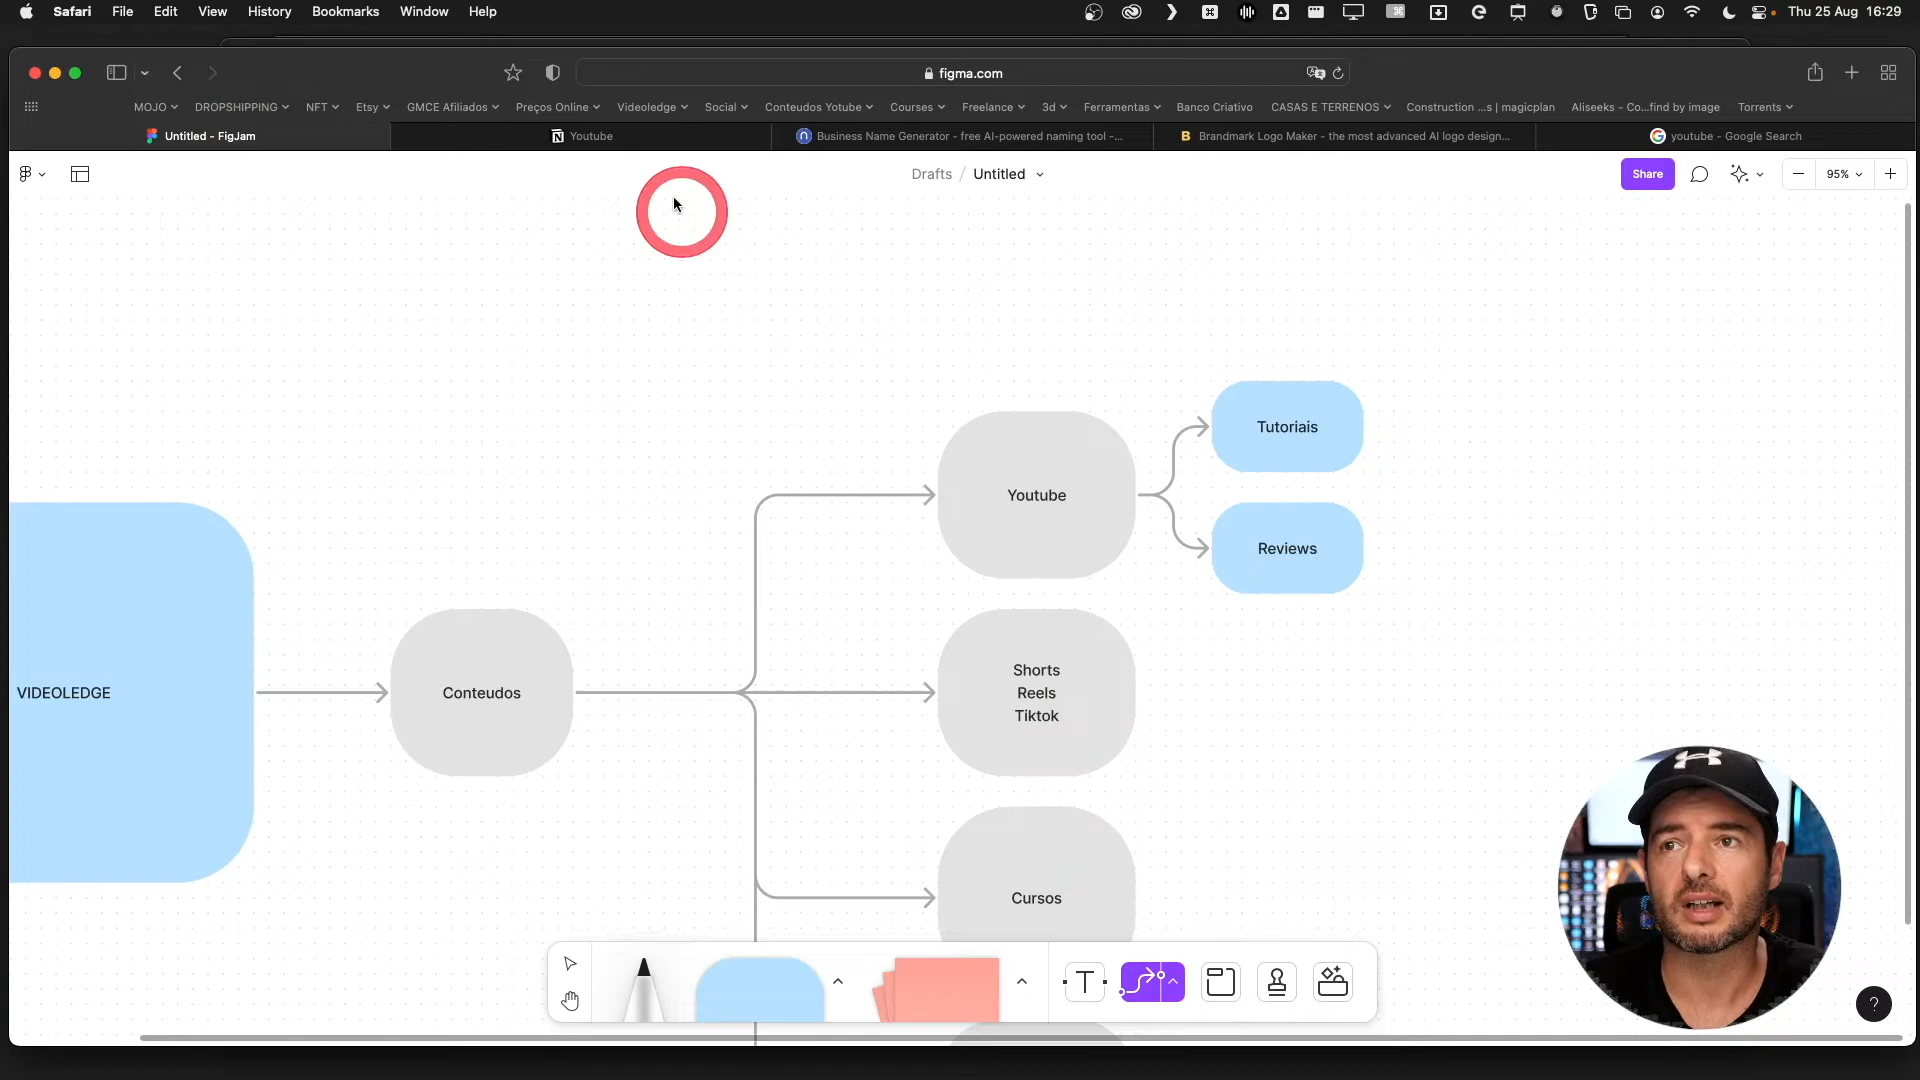 Safari File Edit View History Bookmarks Window Help Thu 25 Aug 16:29
figma.com
MOJO DROPSHIPPING NFT Etsy GMCE Afiliados Preços Online Videoledge Social Conteudos Yotube Courses Freelance 3d Ferramentas Banco Criativo CASAS E TERRENOS Construction ...s | magicplan Aliseeks - Co...find by image Torrents
Untitled - FigJam Youtube Business Name Generator - free AI-powered naming tool -... Brandmark Logo Maker - the most advanced AI logo design... youtube - Google Search
Drafts / Untitled Share 95%
Tutoriais
Youtube
Reviews
Shorts
Reels
Tiktok
VIDEOLEDGE
Conteudos
Cursos
T
?